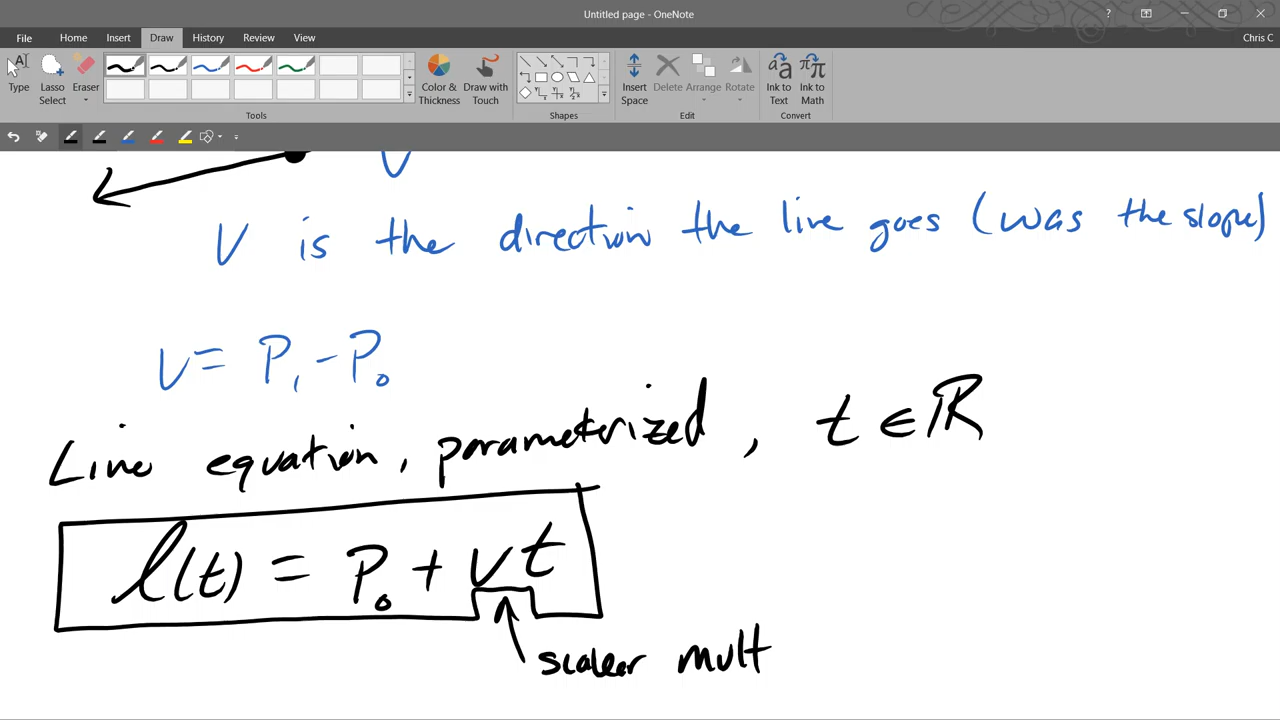 Untitled page - OneNote
?
File Home Insert Draw History Review View
Chris C
Type
Lasso Select
Eraser
Color & Thickness
Draw with Touch
Insert Space
Delete
Arrange
Rotate
Ink to Text
Ink to Math
Tools
Shapes
Edit
Convert
V
V is the direction the line goes (was the slope)
V = P₁ - P₀
Line equation, parameterized, t ∈ ℝ
l(t) = P₀ + vt
scalar mult